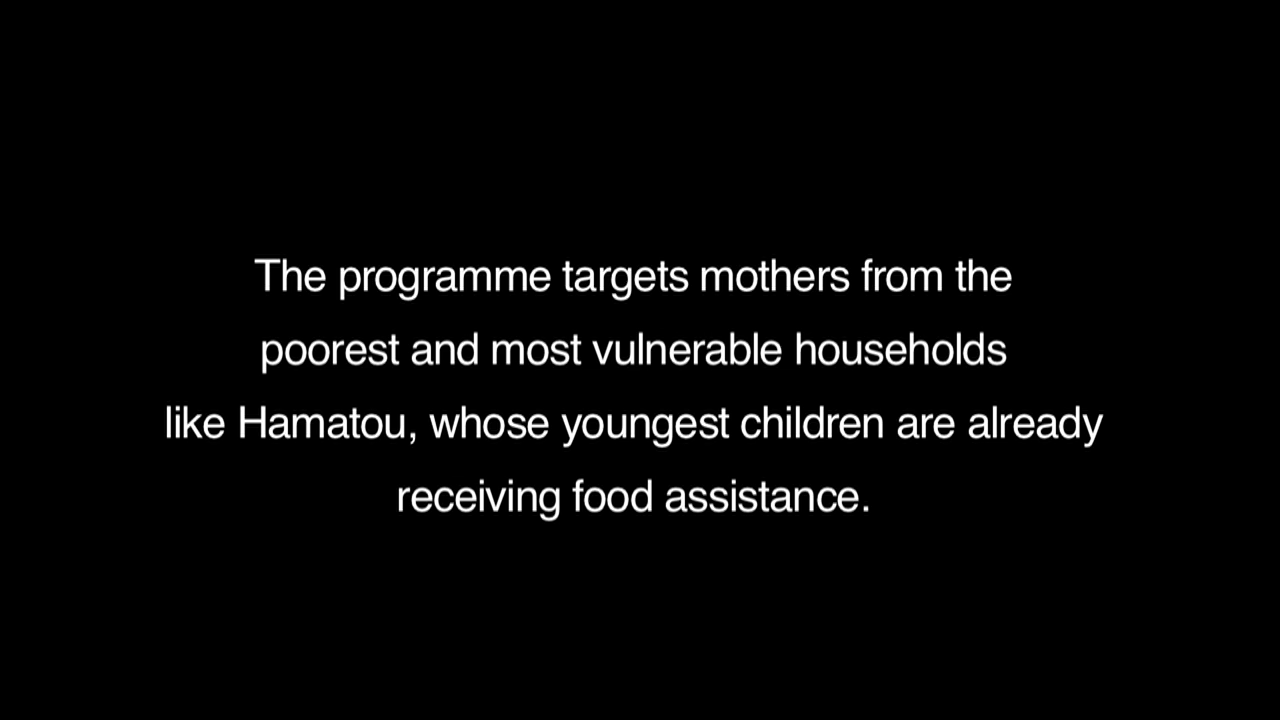 The programme targets mothers from the
poorest and most vulnerable households
like Hamatou, whose youngest children are already
receiving food assistance.